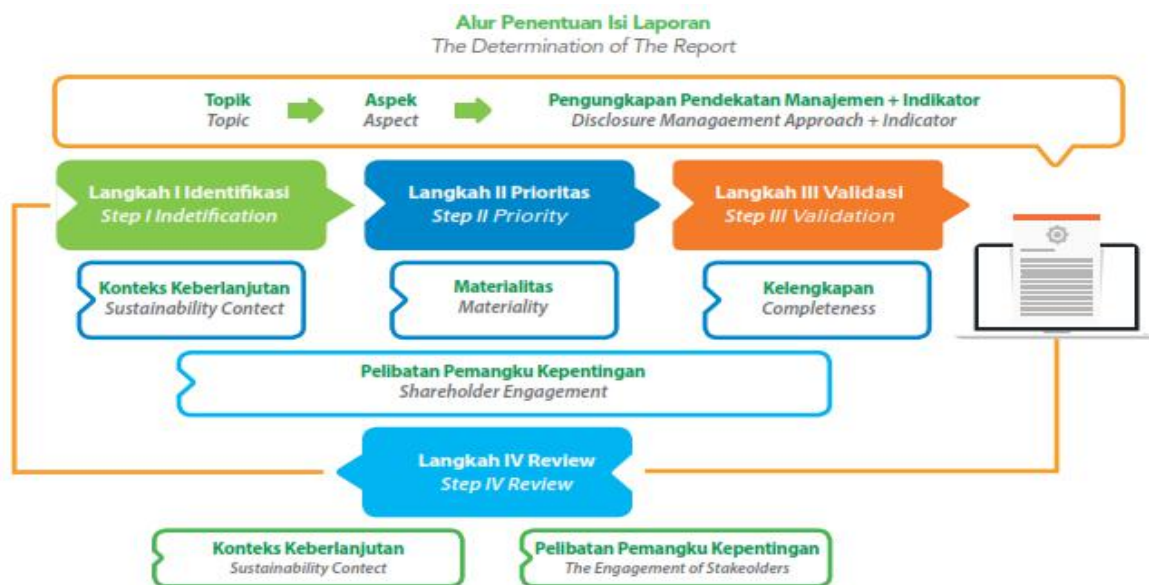 Alur Penentuan Isi Laporan
The Determination of The Report
Topik
Topic
Aspek
Aspect
Pengungkapan Pendekatan Manajemen + Indikator
Disclosure Managaement Approach + Indicator
Langkah I Identifikasi
Step I Indetification
Langkah II Prioritas
Step II Priority
Langkah III Validasi
Step III Validation
Konteks Keberlanjutan
Sustainability Contect
Materialitas
Materiality
Kelengkapan
Completeness
Pelibatan Pemangku Kepentingan
Shareholder Engagement
Langkah IV Review
Step IV Review
Konteks Keberlanjutan
Sustainability Contect
Pelibatan Pemangku Kepentingan
The Engagement of Stakeolders